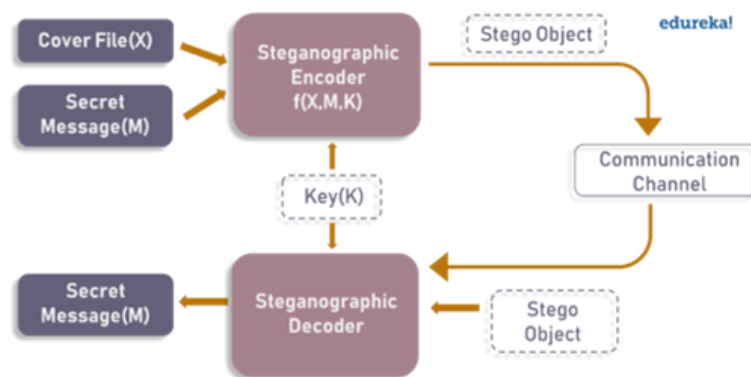 edureka!
Cover File(X)
Steganographic
Encoder
f(X,M,K)
Stego Object
Secret
Message(M)
Communication
Channel
Key(K)
Secret
Message(M)
Steganographic
Decoder
Stego
Object